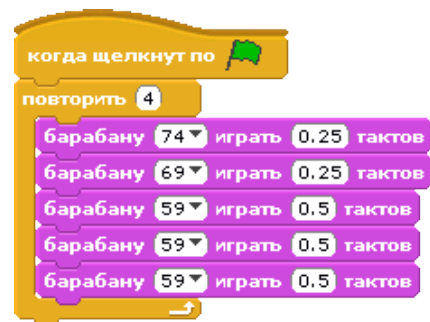 когда щелкнут по
повторить 4
барабану 74 играть 0.25 тактов
барабану 69 играть 0.25 тактов
барабану 59 играть 0.5 тактов
барабану 59 играть 0.5 тактов
барабану 59 играть 0.5 тактов